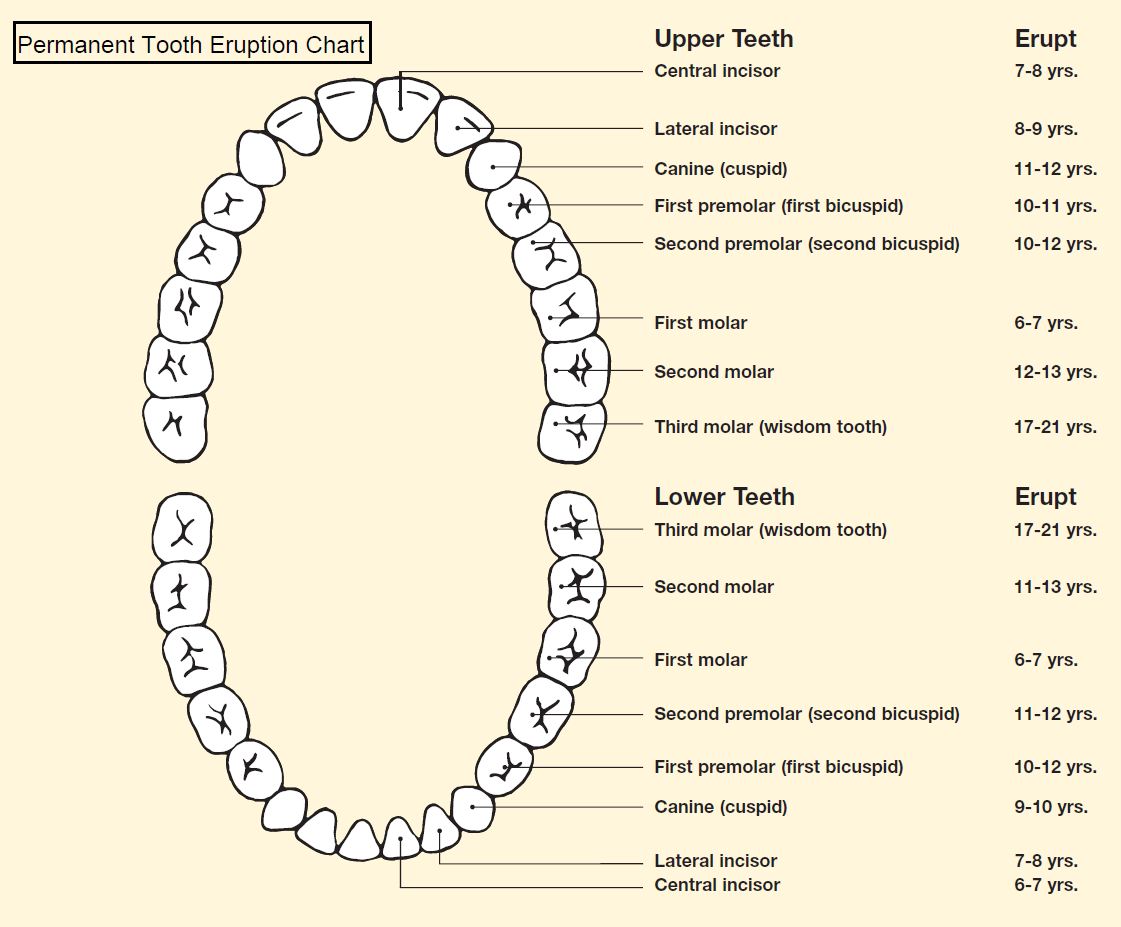 Permanent Tooth Eruption Chart
Upper Teeth Erupt
Central incisor 7-8 yrs.
Lateral incisor 8-9 yrs.
Canine (cuspid) 11-12 yrs.
First premolar (first bicuspid) 10-11 yrs.
Second premolar (second bicuspid) 10-12 yrs.
First molar 6-7 yrs.
Second molar 12-13 yrs.
Third molar (wisdom tooth) 17-21 yrs.
Lower Teeth Erupt
Third molar (wisdom tooth) 17-21 yrs.
Second molar 11-13 yrs.
First molar 6-7 yrs.
Second premolar (second bicuspid) 11-12 yrs.
First premolar (first bicuspid) 10-12 yrs.
Canine (cuspid) 9-10 yrs.
Lateral incisor 7-8 yrs.
Central incisor 6-7 yrs.